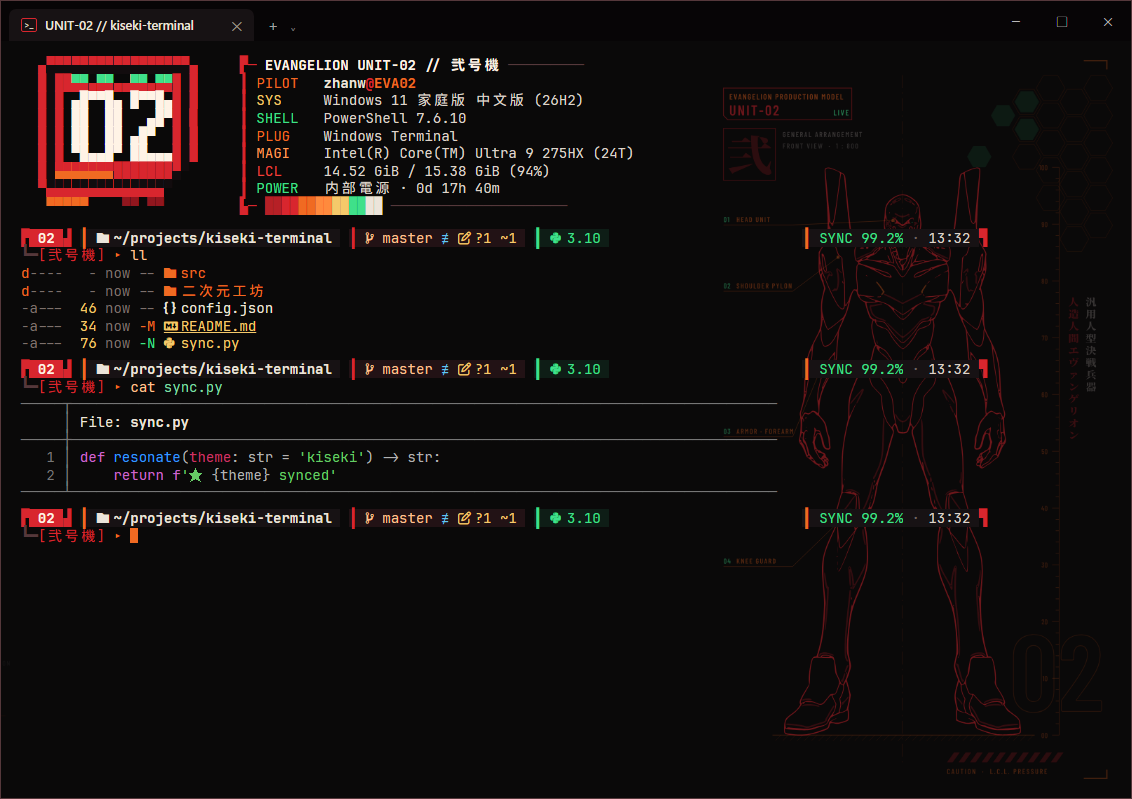 UNIT-02 // kiseki-terminal
EVANGELION UNIT-02 // 弐号機
PILOT zhanw@EVA02
SYS Windows 11 家庭版 中文版 (26H2)
SHELL PowerShell 7.6.10
PLUG Windows Terminal
MAGI Intel(R) Core(TM) Ultra 9 275HX (24T)
LCL 14.52 GiB / 15.38 GiB (94%)
POWER 内部電源 · 0d 17h 40m
EVANGELION PRODUCTION MODEL
UNIT-02 LIVE
弐
GENERAL ARRANGEMENT
01 HEAD UNIT
02 ~/projects/kiseki-terminal master ≢ ?1 ~1 3.10 SYNC 99.2% · 13:32
[弐号機] ‣ ll
d---- - now -- src
d---- - now -- 二次元工坊
-a--- 46 now -- {} config.json
-a--- 34 now -M README.md
-a--- 76 now -N sync.py
02 SHOULDER PYLON
汎用人型決戦兵器
人造人間エヴァンゲリオン
02 ~/projects/kiseki-terminal master ≢ ?1 ~1 3.10 SYNC 99.2% · 13:32
[弐号機] ‣ cat sync.py
File: sync.py
03 ARMOR · FOREARM
1 def resonate(theme: str = 'kiseki') -> str:
2 return f'★ {theme} synced'
02 ~/projects/kiseki-terminal master ≢ ?1 ~1 3.10 SYNC 99.2% · 13:32
[弐号機] ‣
04 KNEE GUARD
02
CAUTION · L.C.L. PRESSURE